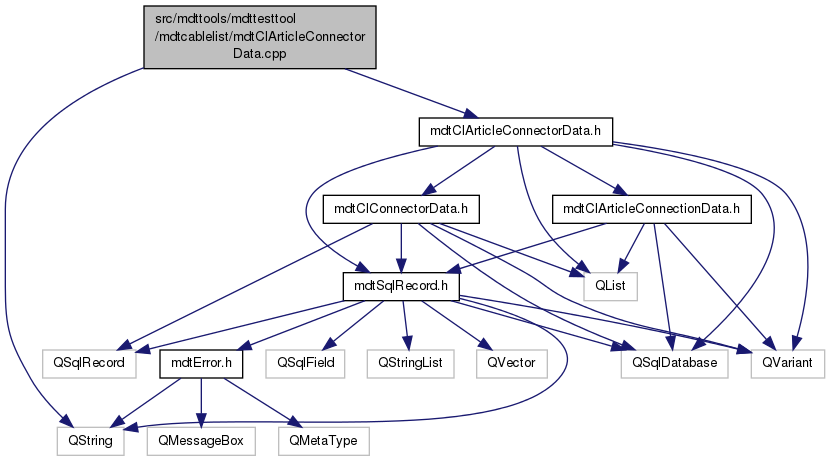 src/mdttools/mdttesttool
/mdtcablelist/mdtClArticleConnector
Data.cpp
mdtClArticleConnectorData.h
mdtClConnectorData.h
mdtClArticleConnectionData.h
mdtSqlRecord.h
QList
QSqlRecord
mdtError.h
QSqlField
QStringList
QVector
QSqlDatabase
QVariant
QString
QMessageBox
QMetaType